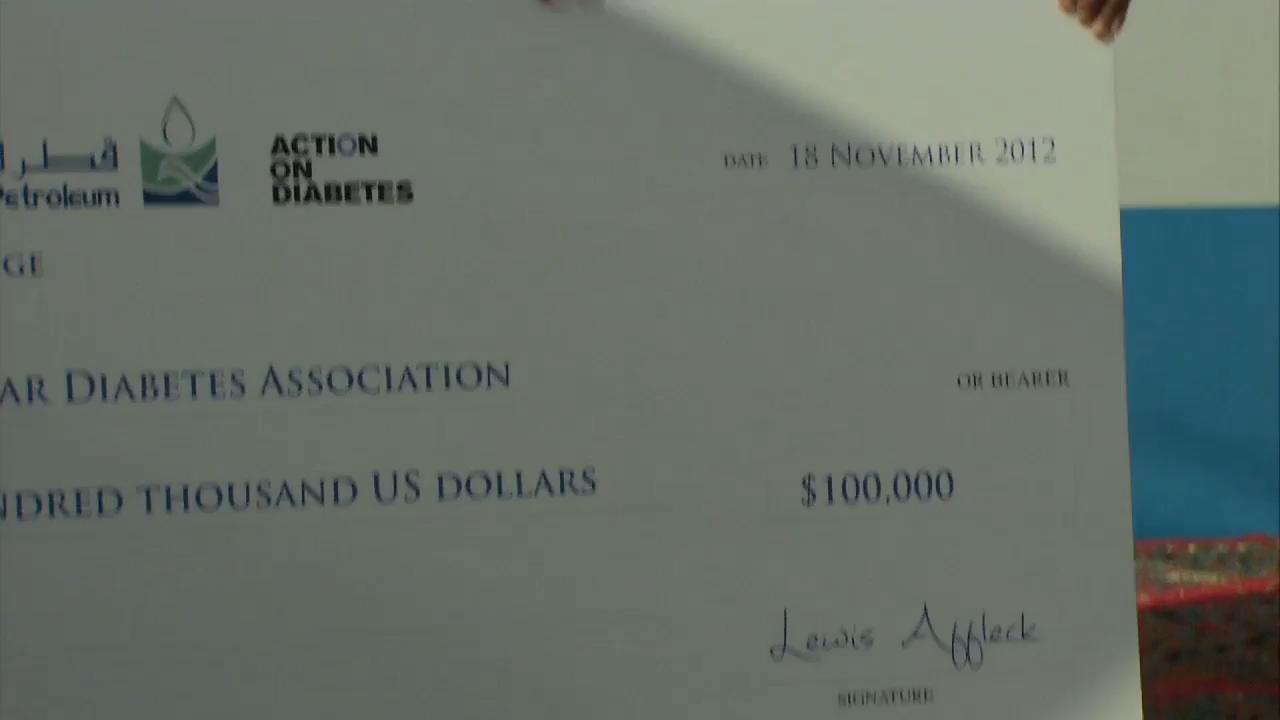 ACTION
ON
DIABETES
Petroleum
DATE 18 NOVEMBER 2012
GE
AR DIABETES ASSOCIATION
OR BEARER
NDRED THOUSAND US DOLLARS
$100,000
Lewis Affleck
SIGNATURE